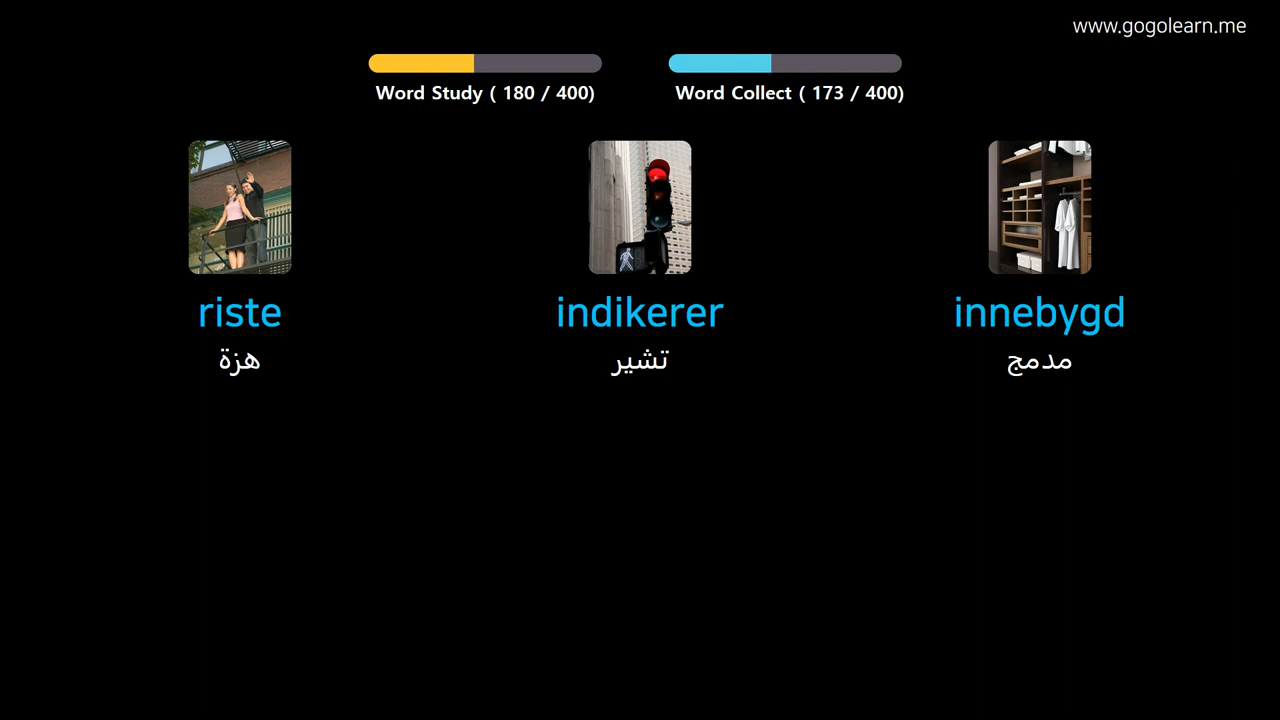 www.gogolearn.me
Word Study ( 180 / 400)
Word Collect ( 173 / 400)
riste
هزة
indikerer
تشير
innebygd
مدمج